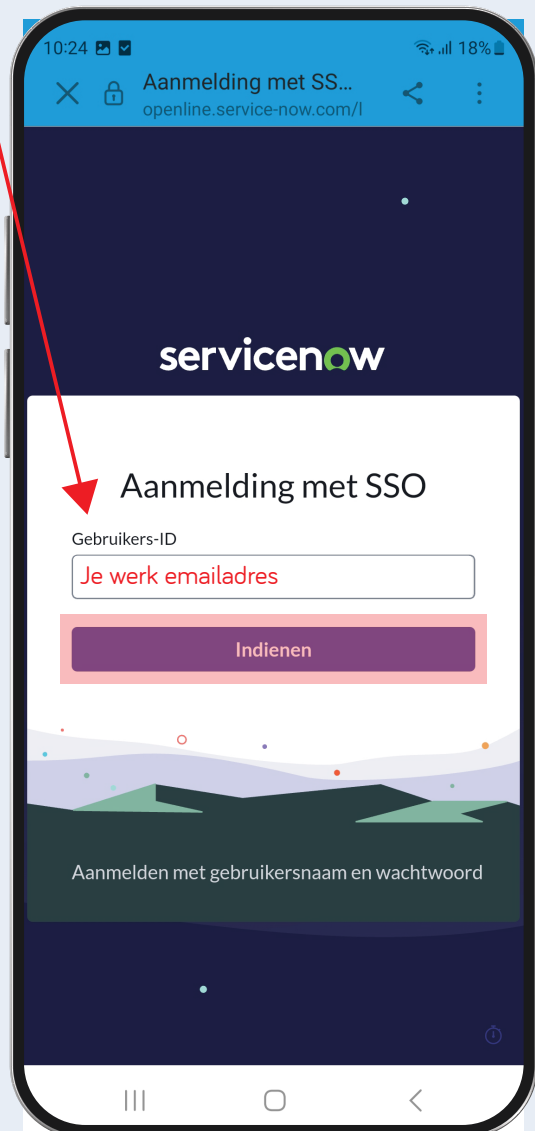 10:24
18%
Aanmelding met SS...
openline.service-now.com/l
servicenow
Aanmelding met SSO
Gebruikers-ID
Je werk emailadres
Indienen
Aanmelden met gebruikersnaam en wachtwoord